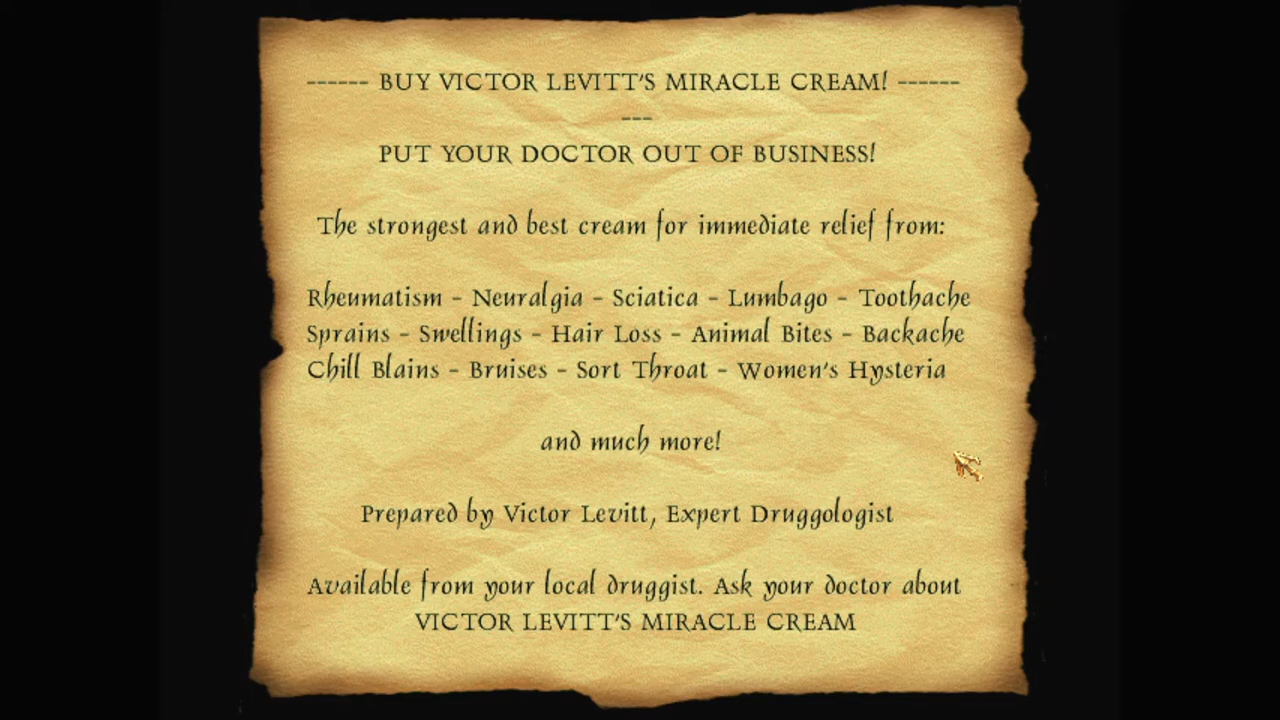 ------ BUY VICTOR LEVITT'S MIRACLE CREAM! ------
---
PUT YOUR DOCTOR OUT OF BUSINESS!
The strongest and best cream for immediate relief from:
Rheumatism - Neuralgia - Sciatica - Lumbago - Toothache
Sprains - Swellings - Hair Loss - Animal Bites - Backache
Chill Blains - Bruises - Sort Throat - Women's Hysteria
and much more!
Prepared by Victor Levitt, Expert Druggologist
Available from your local druggist. Ask your doctor about
VICTOR LEVITT'S MIRACLE CREAM